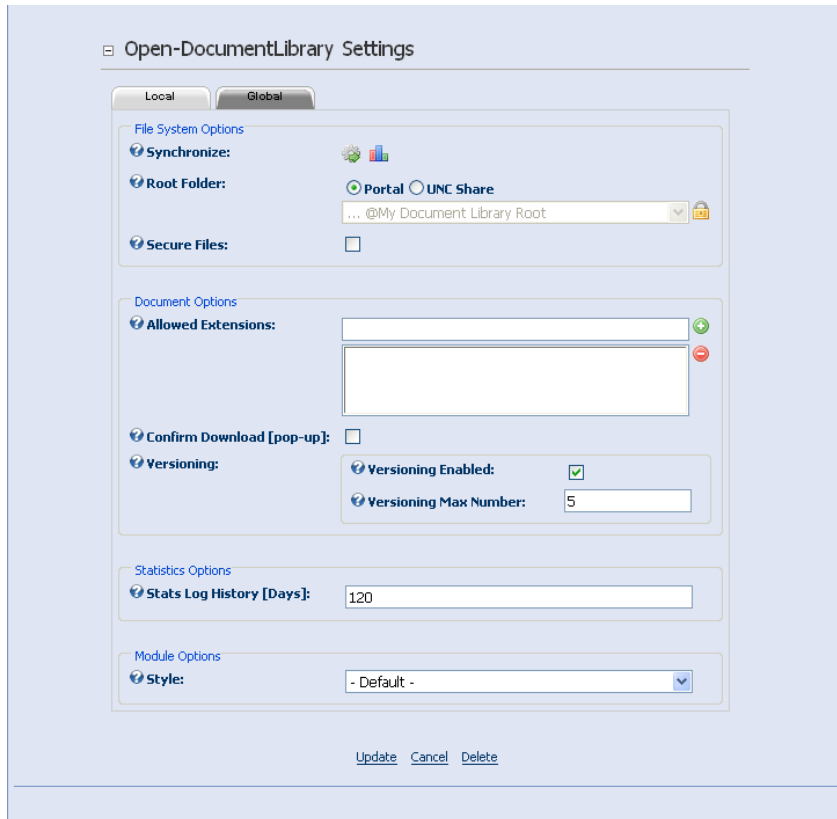 Open-DocumentLibrary Settings
Local Global
File System Options
Synchronize:
Root Folder: Portal UNC Share
... @My Document Library Root
Secure Files:
Document Options
Allowed Extensions:
Confirm Download [pop-up]:
Versioning: Versioning Enabled:
Versioning Max Number: 5
Statistics Options
Stats Log History [Days]: 120
Module Options
Style: - Default -
Update Cancel Delete